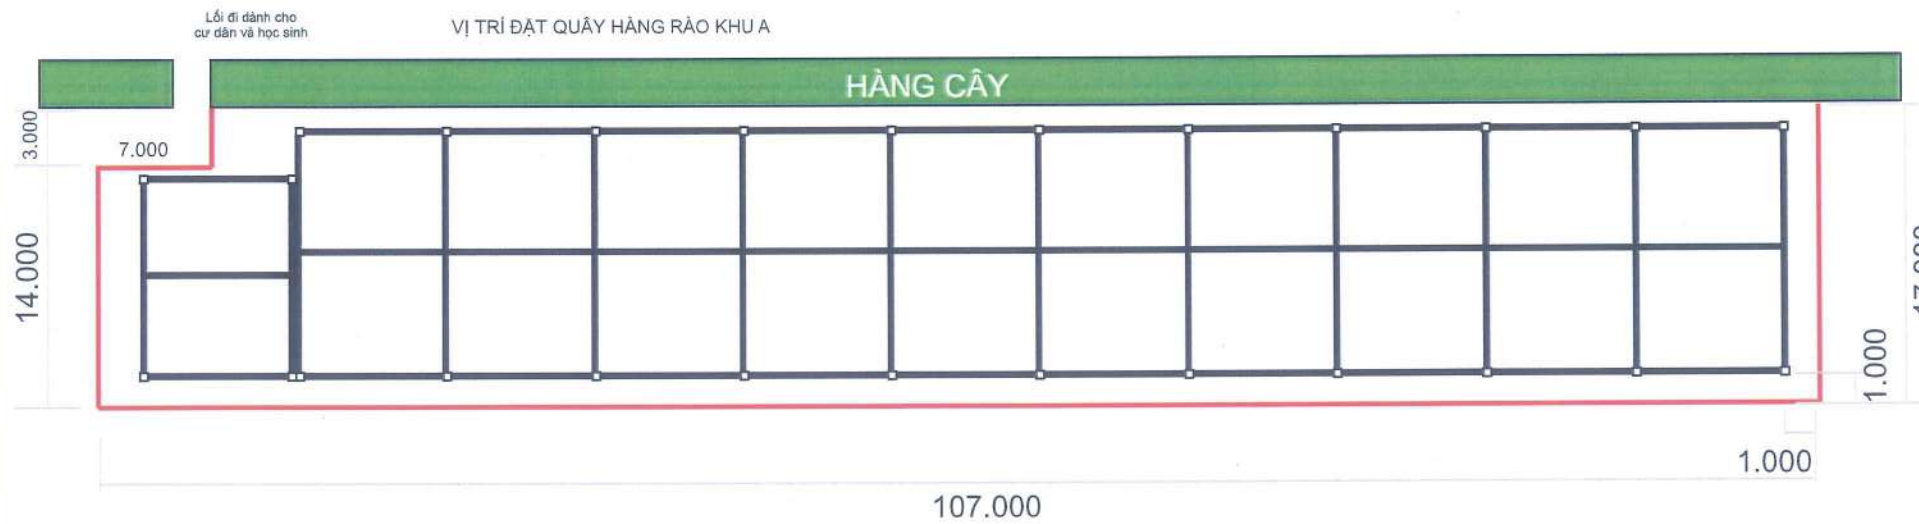 Lối đi dành cho
cư dân và học sinh
VỊ TRÍ ĐẶT QUÂY HÀNG RÀO KHU A
HÀNG CÂY
3.000
7.000
14.000
1.000
1.000
107.000